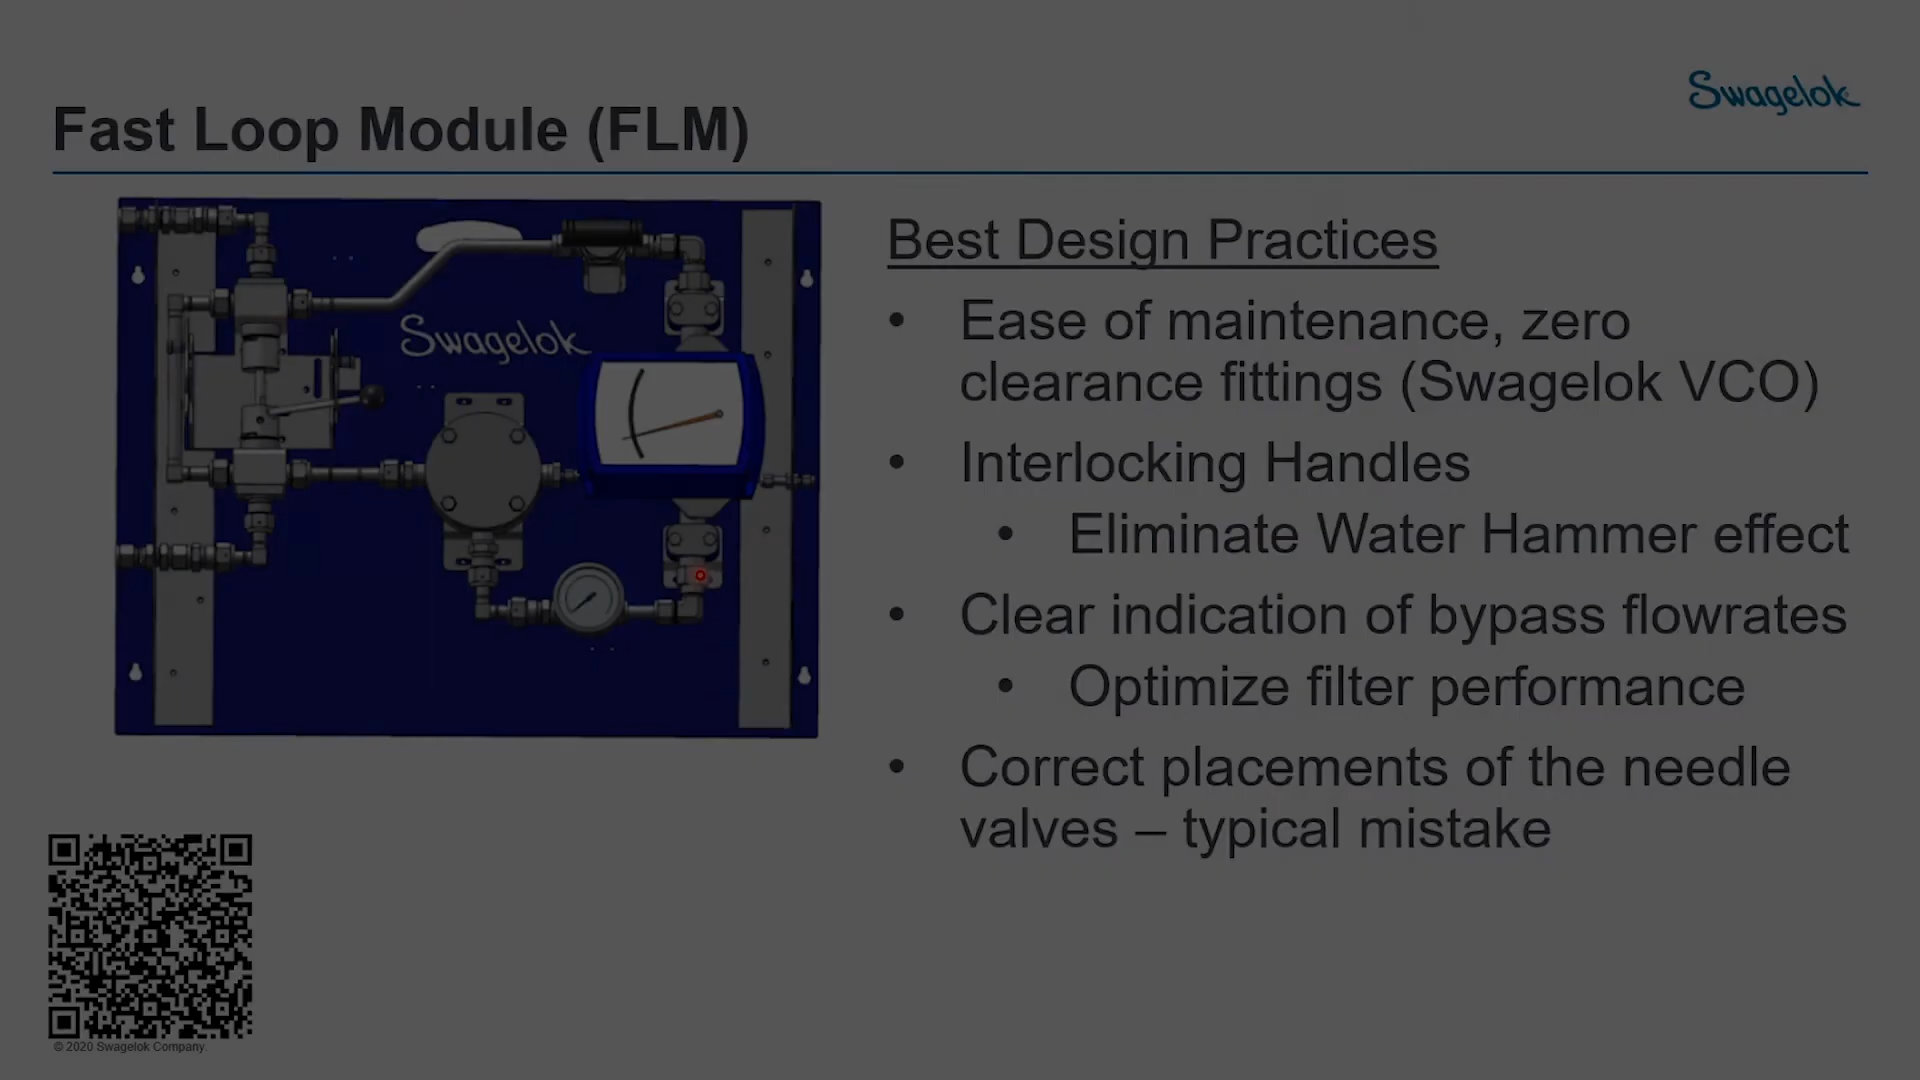 Swagelok
Fast Loop Module (FLM)
Swagelok
Best Design Practices
• Ease of maintenance, zero
clearance fittings (Swagelok VCO)
• Interlocking Handles
• Eliminate Water Hammer effect
• Clear indication of bypass flowrates
• Optimize filter performance
• Correct placements of the needle
valves – typical mistake
© 2020 Swagelok Company.